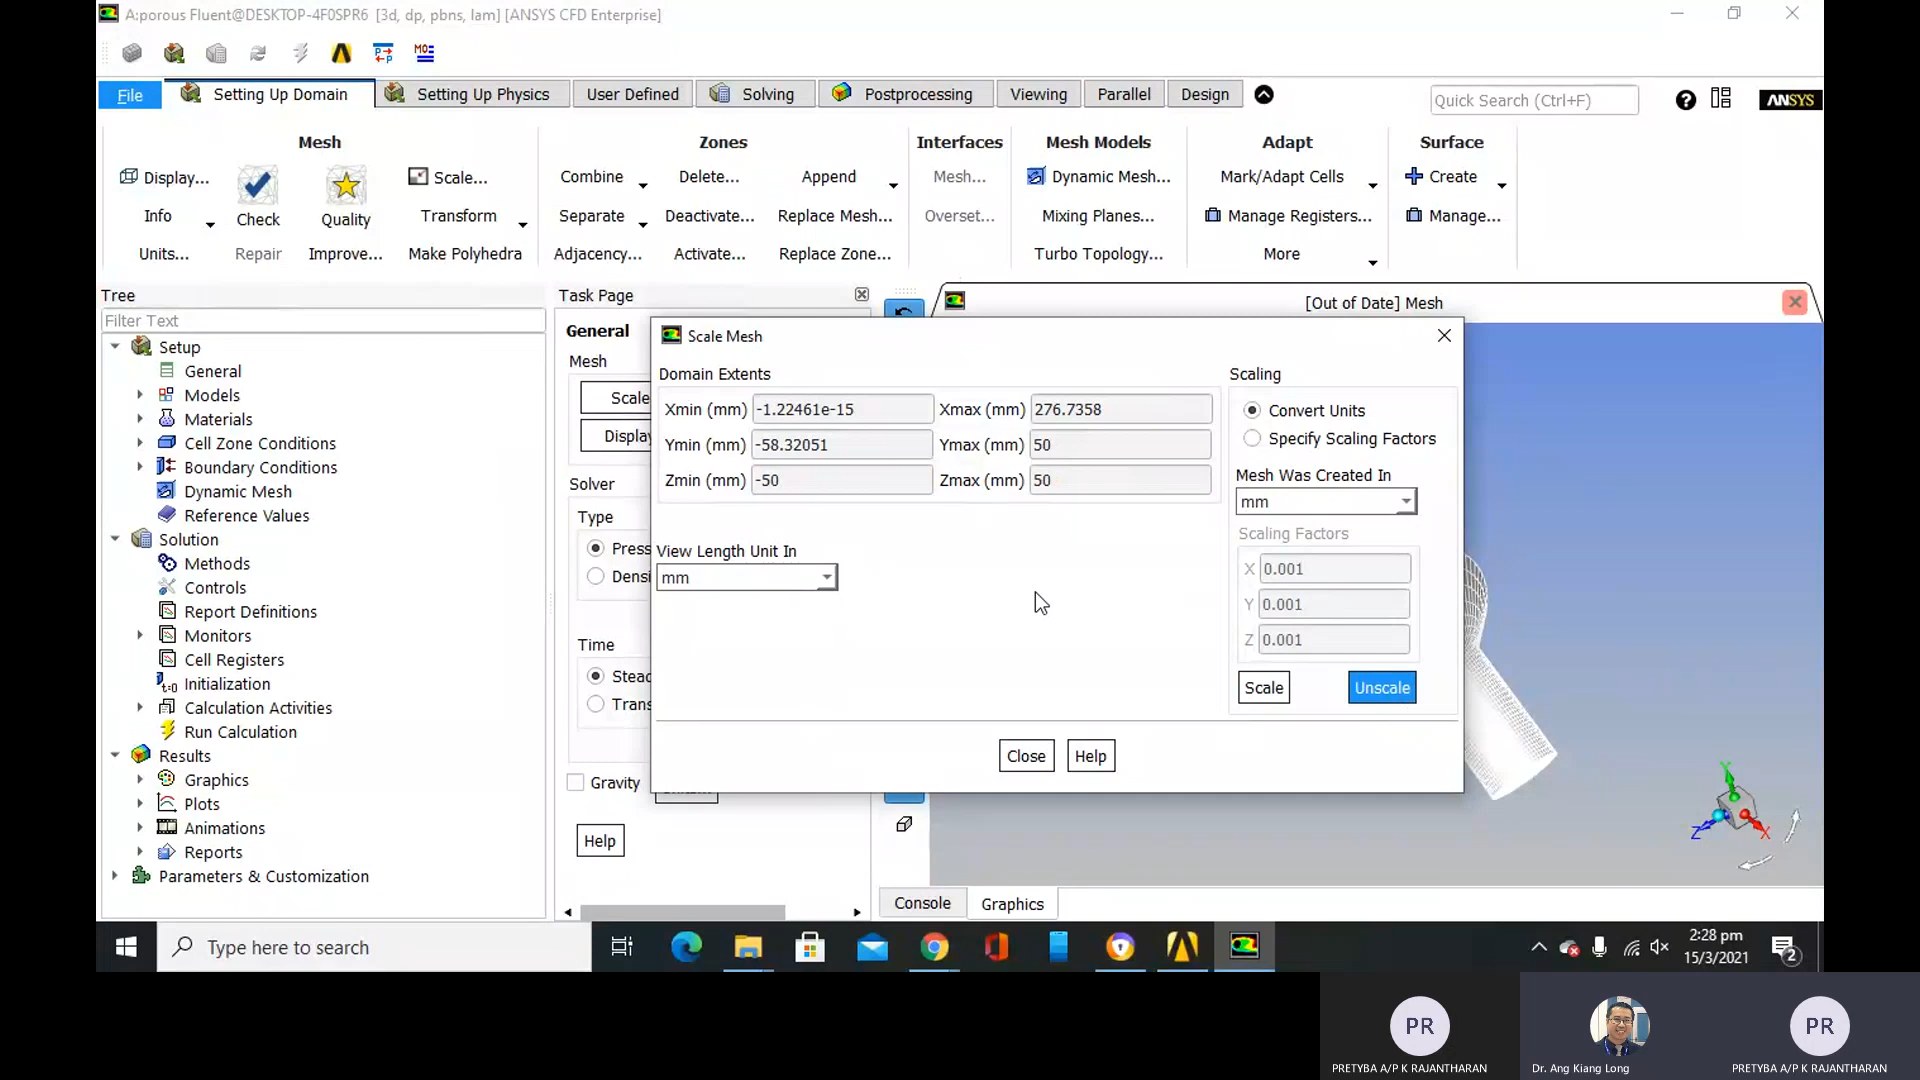 A:porous Fluent@DESKTOP-4F0SPR6 [3d, dp, pbns, lam] [ANSYS CFD Enterprise]
File
Setting Up Domain
Setting Up Physics
User Defined
Solving
Postprocessing
Viewing
Parallel
Design
Quick Search (Ctrl+F)
ANSYS
Mesh
Zones
Interfaces
Mesh Models
Adapt
Surface
Display...
Info
Units...
Check
Repair
Quality
Improve...
Scale...
Transform
Make Polyhedra
Combine
Separate
Adjacency...
Delete...
Deactivate...
Activate...
Append
Replace Mesh...
Replace Zone...
Mesh...
Overset...
Dynamic Mesh...
Mixing Planes...
Turbo Topology...
Mark/Adapt Cells
Manage Registers...
More
Create
Manage...
Tree
Filter Text
Setup
General
Models
Materials
Cell Zone Conditions
Boundary Conditions
Dynamic Mesh
Reference Values
Solution
Methods
Controls
Report Definitions
Monitors
Cell Registers
Initialization
Calculation Activities
Run Calculation
Results
Graphics
Plots
Animations
Reports
Parameters & Customization
Task Page
General
Mesh
Scale
Display
Solver
Type
Press
Densi
Time
Stead
Trans
Gravity
Help
[Out of Date] Mesh
Scale Mesh
Domain Extents
Xmin (mm) -1.22461e-15 Xmax (mm) 276.7358
Ymin (mm) -58.32051 Ymax (mm) 50
Zmin (mm) -50 Zmax (mm) 50
View Length Unit In
mm
Scaling
Convert Units
Specify Scaling Factors
Mesh Was Created In
mm
Scaling Factors
X 0.001
Y 0.001
Z 0.001
Scale
Unscale
Close
Help
Y
Z
X
Console
Graphics
Type here to search
2:28 pm
15/3/2021
2
PR
PR
PRETYBA A/P K RAJANTHARAN
Dr. Ang Kiang Long
PRETYBA A/P K RAJANTHARAN